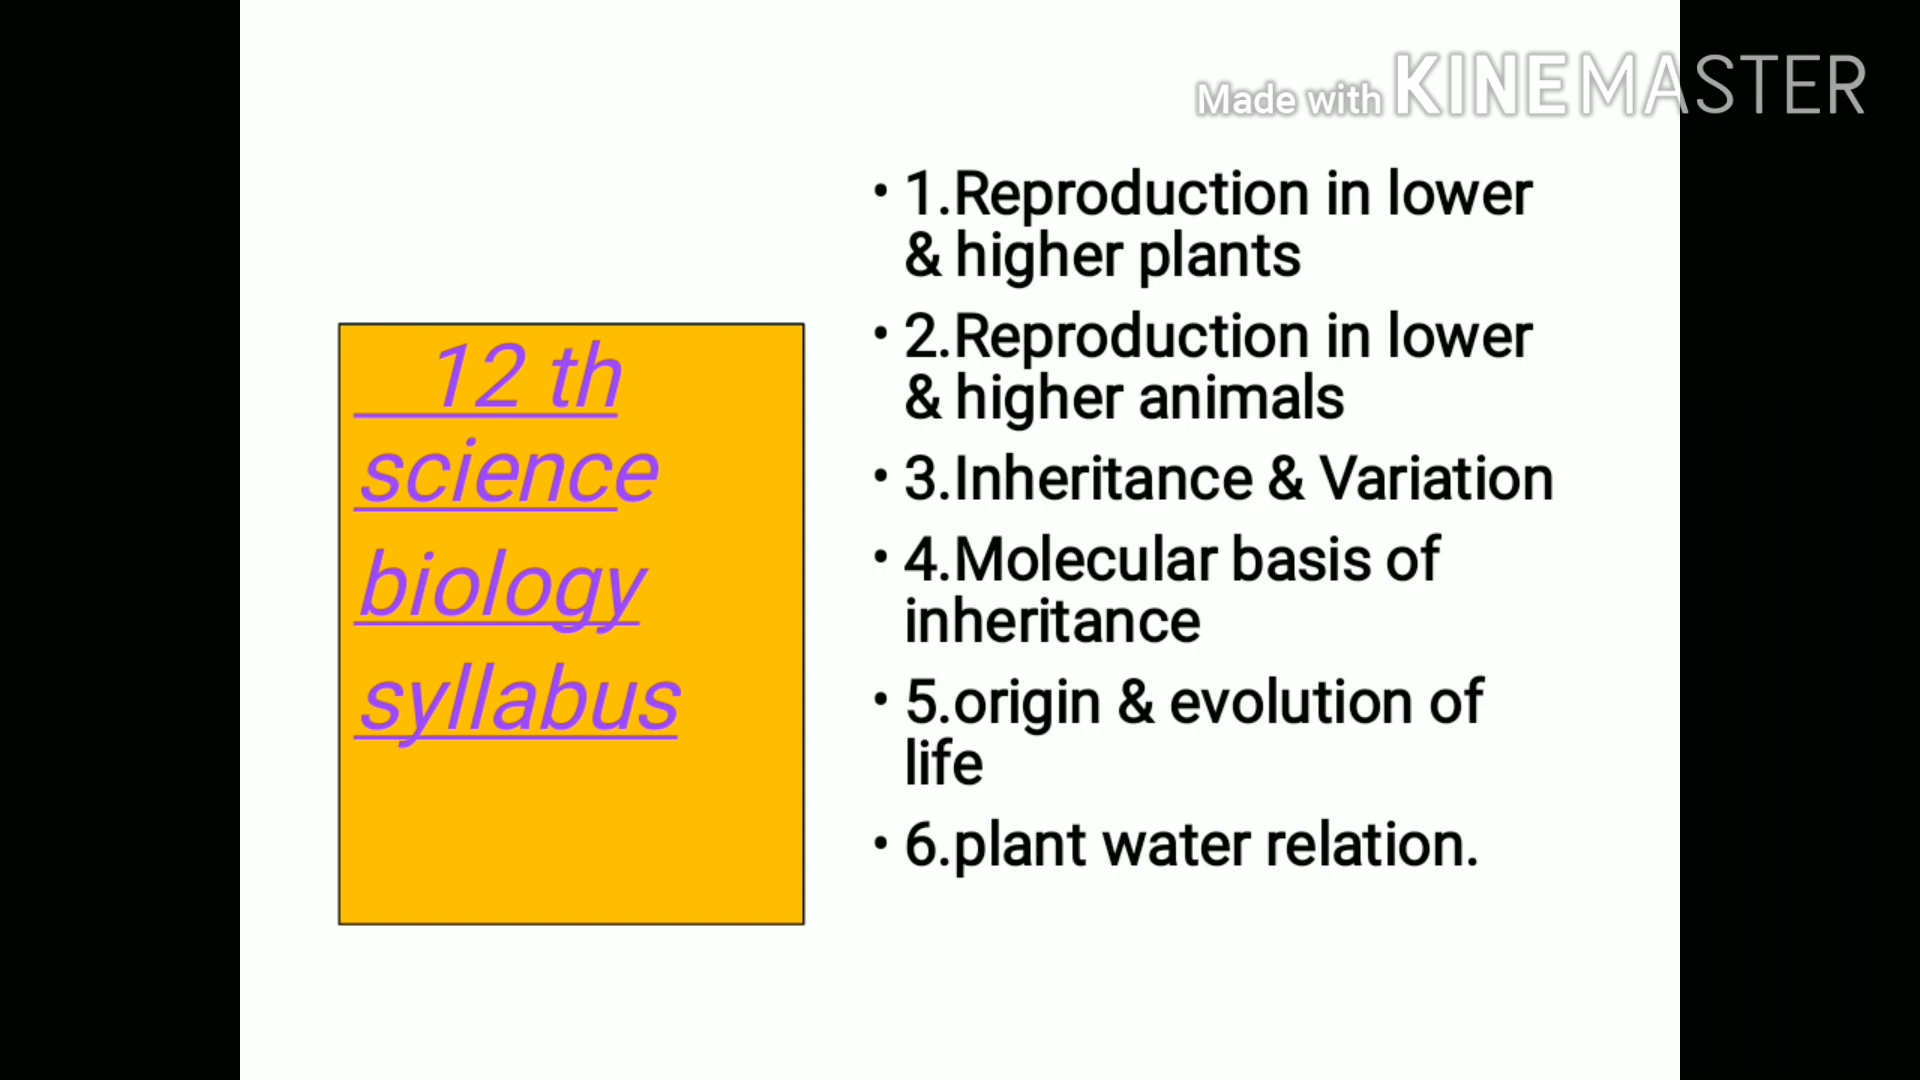 Made with KINEMASTER
12 th
science
biology
syllabus
• 1.Reproduction in lower
& higher plants
• 2.Reproduction in lower
& higher animals
• 3.Inheritance & Variation
• 4.Molecular basis of
inheritance
• 5.origin & evolution of
life
• 6.plant water relation.